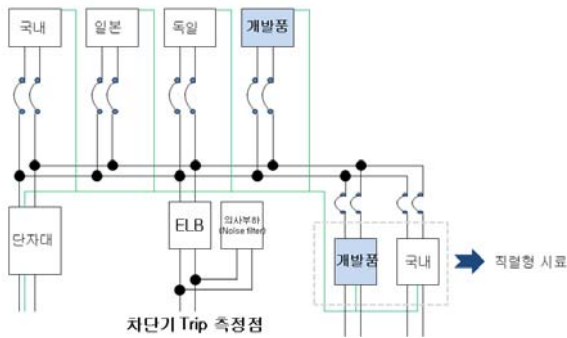 국내
일본
독일
개발품
단자대
ELB
의사부하
(Noise filter)
개발품
국내
직렬형 시료
차단기 Trip 측정점